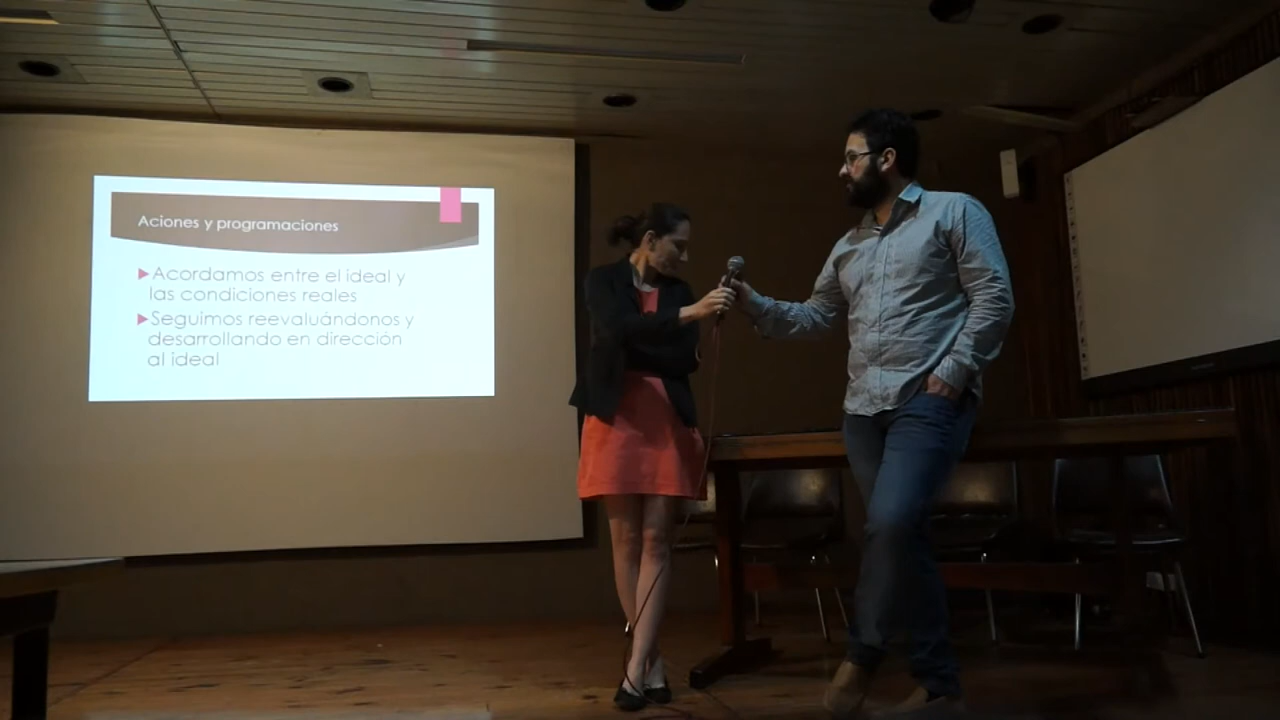 Aciones y programaciones
Acordamos entre el ideal y
las condiciones reales
Seguimos reevaluándonos y
desarrollando en dirección
al ideal